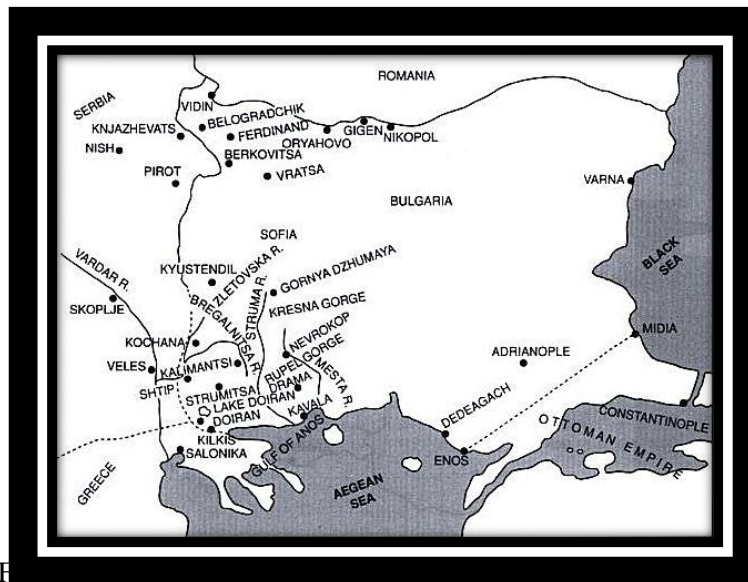 ROMANIA
SERBIA
VIDIN
BELOGRADCHIK
KNJAZHEVATS
FERDINAND
GIGEN
NIKOPOL
ORYAHOVO
NISH
BERKOVITSA
PIROT
VRATSA
VARNA
BULGARIA
SOFIA
BLACK
SEA
VARDAR R.
KYUSTENDIL
ZLETOVSKA R.
GORNYA DZHUMAYA
STRUMA R.
BREGALNITSA R.
KRESNA GORGE
SKOPLJE
MIDIA
KOCHANA
NEVROKOP
ADRIANOPLE
VELES
KALIMANTSI
RUPEL GORGE
MESTA R.
SHTIP
STRUMITSA
DRAMA
LAKE DOIRAN
DOIRAN
KAVALA
DEDEAGACH
CONSTANTINOPLE
OTTOMAN EMPIRE
KILKIS
SALONIKA
GULF OF ANOS
ENOS
GREECE
AEGEAN
SEA